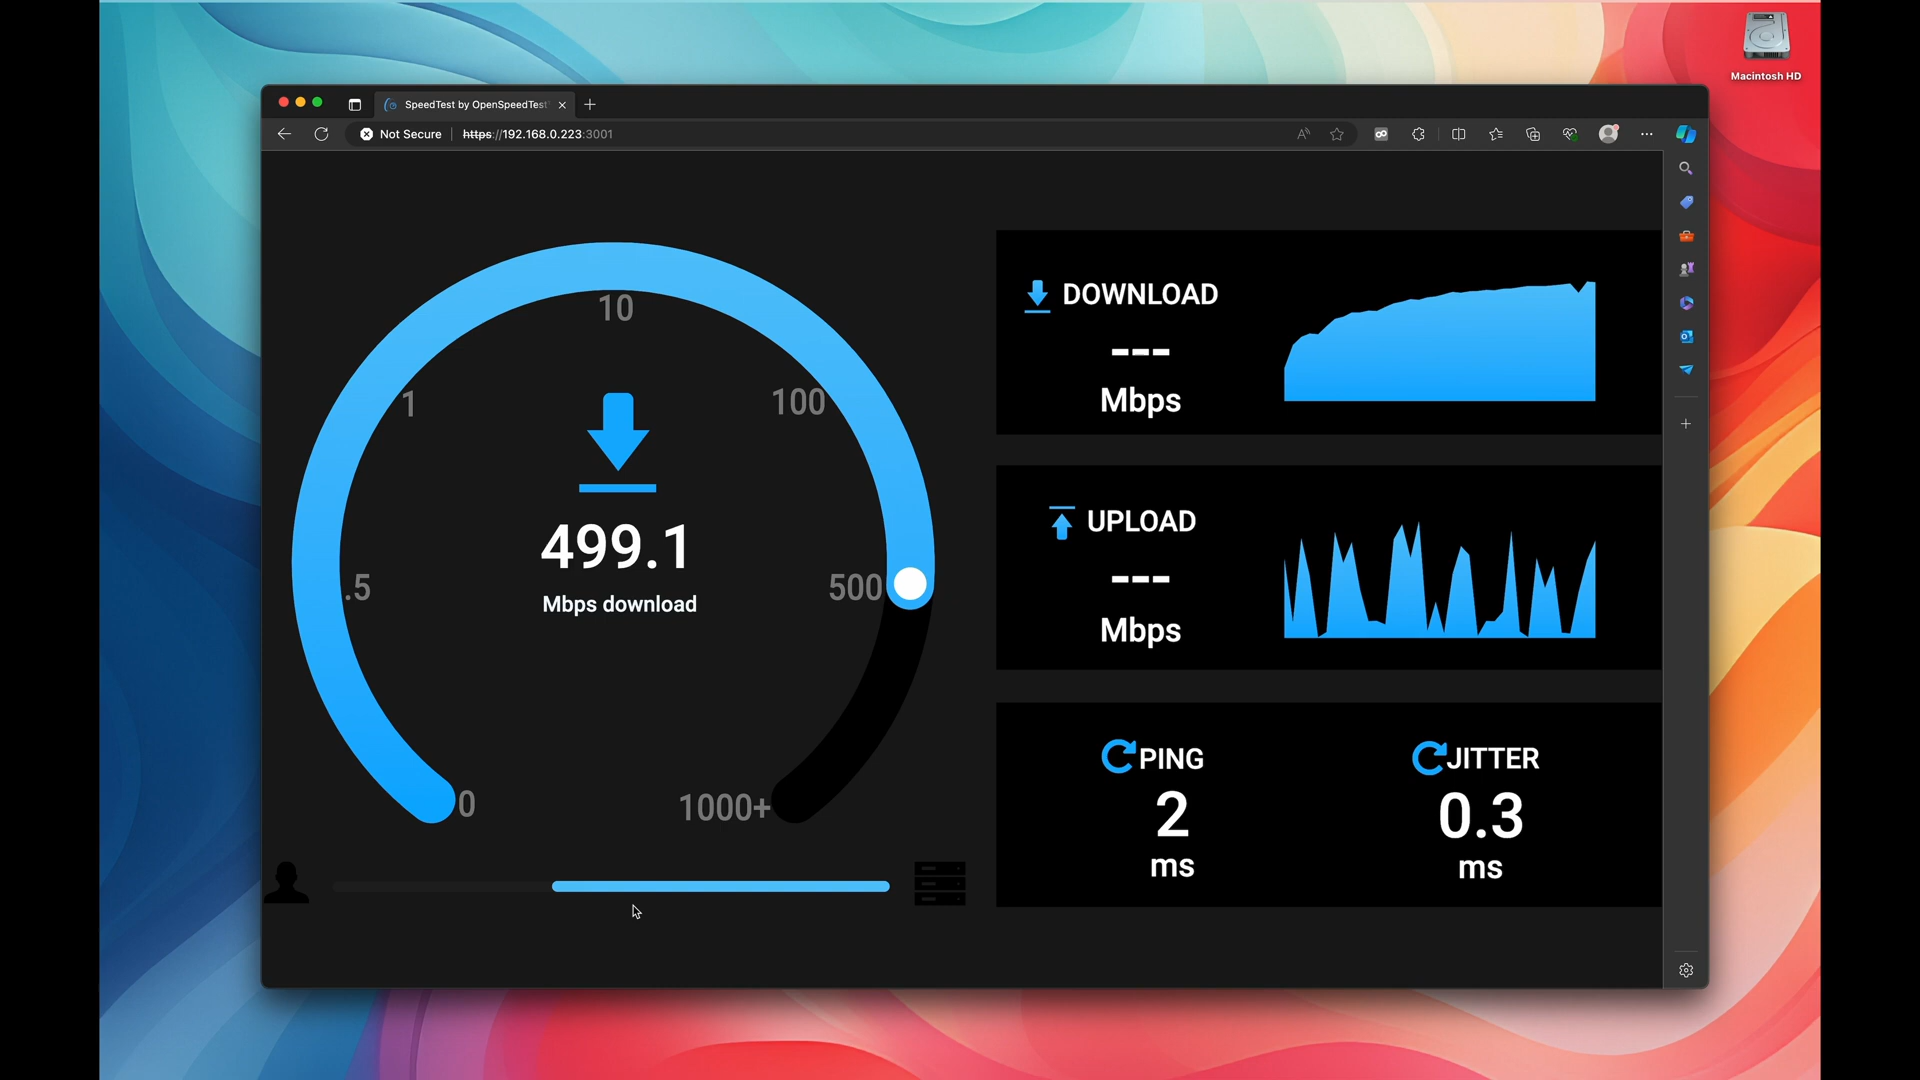 Macintosh HD
SpeedTest by OpenSpeedTest
Not Secure
https://192.168.0.223:3001
10
1
100
.5
500
0
1000+
499.1
Mbps download
DOWNLOAD
---
Mbps
UPLOAD
---
Mbps
PING
2
ms
JITTER
0.3
ms